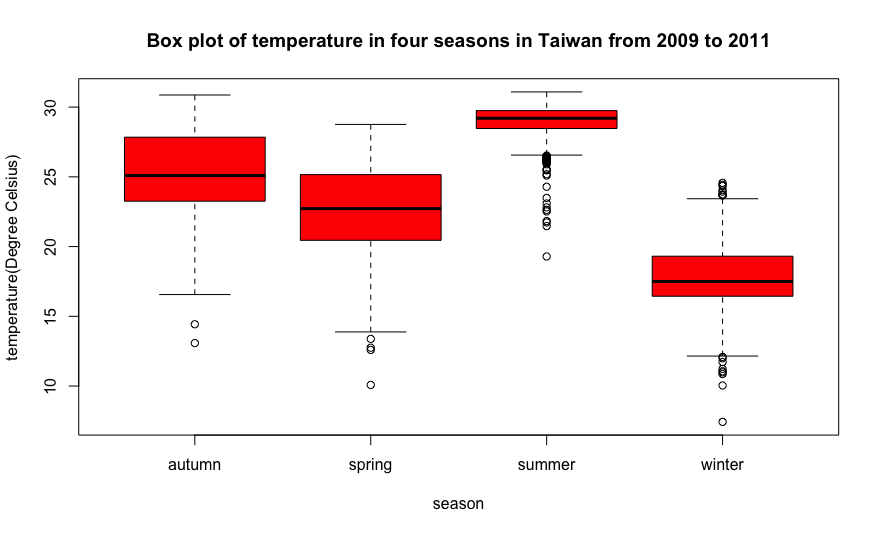 Box plot of temperature in four seasons in Taiwan from 2009 to 2011
temperature(Degree Celsius)
30
25
20
15
10
autumn spring summer winter
season